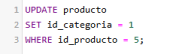 1 UPDATE producto
2 SET id_categoria = 1
3 WHERE id_producto = 5;